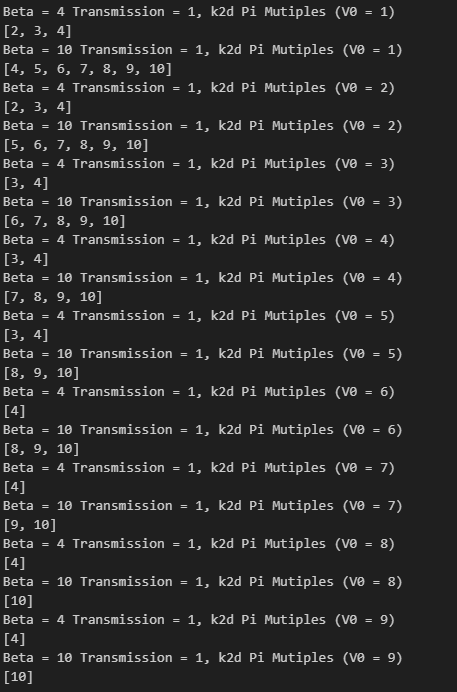 Beta = 4 Transmission = 1, k2d Pi Mutiples (V0 = 1)
[2, 3, 4]
Beta = 10 Transmission = 1, k2d Pi Mutiples (V0 = 1)
[4, 5, 6, 7, 8, 9, 10]
Beta = 4 Transmission = 1, k2d Pi Mutiples (V0 = 2)
[2, 3, 4]
Beta = 10 Transmission = 1, k2d Pi Mutiples (V0 = 2)
[5, 6, 7, 8, 9, 10]
Beta = 4 Transmission = 1, k2d Pi Mutiples (V0 = 3)
[3, 4]
Beta = 10 Transmission = 1, k2d Pi Mutiples (V0 = 3)
[6, 7, 8, 9, 10]
Beta = 4 Transmission = 1, k2d Pi Mutiples (V0 = 4)
[3, 4]
Beta = 10 Transmission = 1, k2d Pi Mutiples (V0 = 4)
[7, 8, 9, 10]
Beta = 4 Transmission = 1, k2d Pi Mutiples (V0 = 5)
[3, 4]
Beta = 10 Transmission = 1, k2d Pi Mutiples (V0 = 5)
[8, 9, 10]
Beta = 4 Transmission = 1, k2d Pi Mutiples (V0 = 6)
[4]
Beta = 10 Transmission = 1, k2d Pi Mutiples (V0 = 6)
[8, 9, 10]
Beta = 4 Transmission = 1, k2d Pi Mutiples (V0 = 7)
[4]
Beta = 10 Transmission = 1, k2d Pi Mutiples (V0 = 7)
[9, 10]
Beta = 4 Transmission = 1, k2d Pi Mutiples (V0 = 8)
[4]
Beta = 10 Transmission = 1, k2d Pi Mutiples (V0 = 8)
[10]
Beta = 4 Transmission = 1, k2d Pi Mutiples (V0 = 9)
[4]
Beta = 10 Transmission = 1, k2d Pi Mutiples (V0 = 9)
[10]